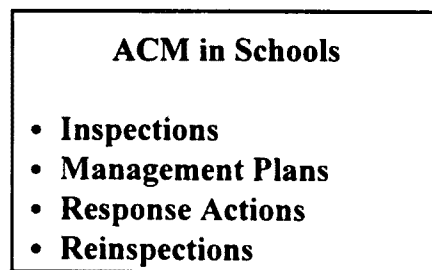 ACM in Schools
• Inspections
• Management Plans
• Response Actions
• Reinspections